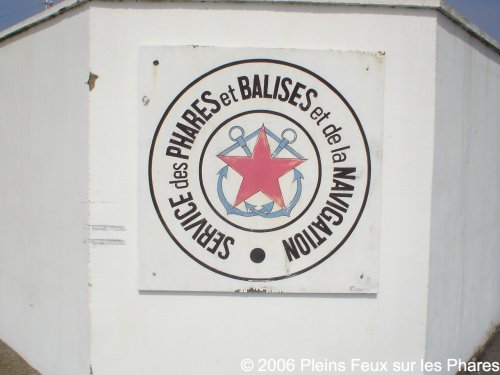 SERVICE des PHARES et BALISES et de la NAVIGATION
© 2006 Pleins Feux sur les Phares